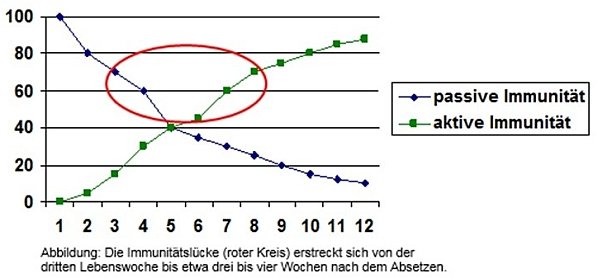 100
80
60
40
20
0
1 2 3 4 5 6 7 8 9 10 11 12
passive Immunität
aktive Immunität
Abbildung: Die Immunitätslücke (roter Kreis) erstreckt sich von der
dritten Lebenswoche bis etwa drei bis vier Wochen nach dem Absetzen.